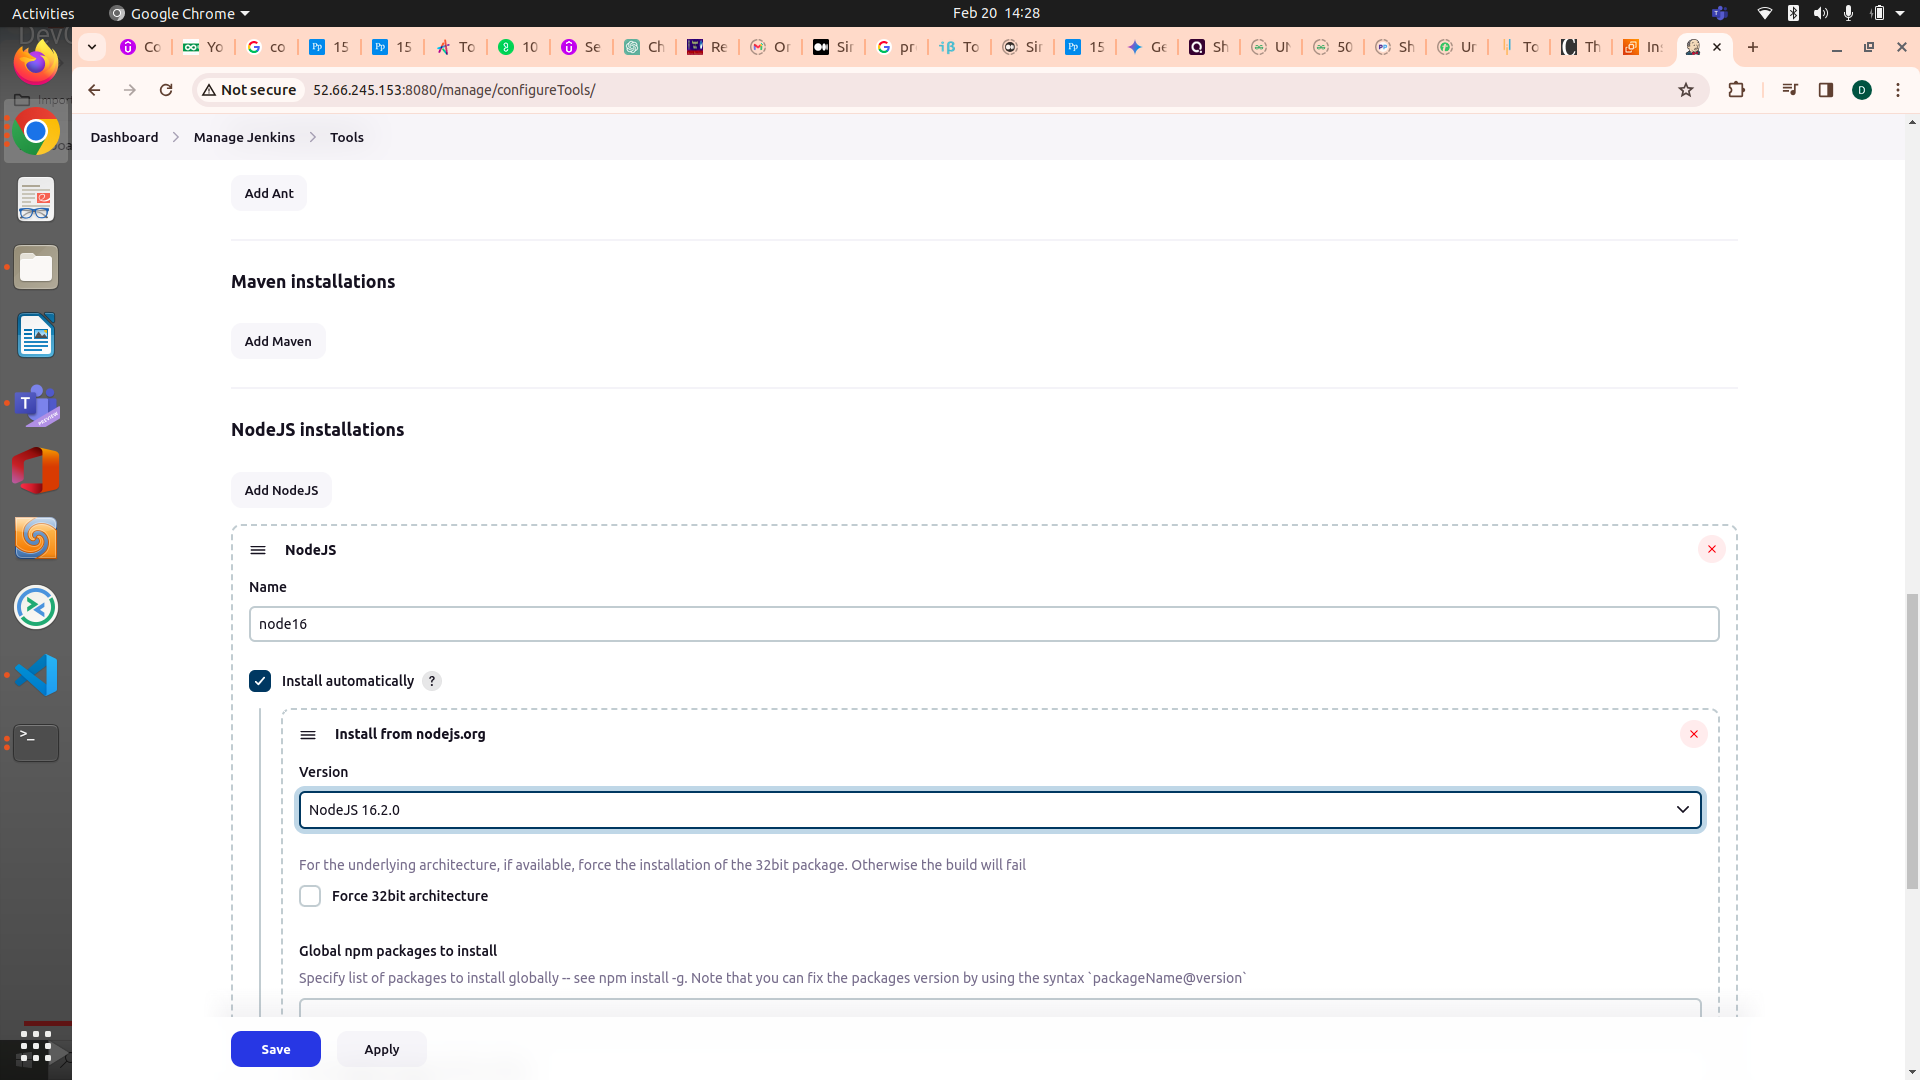 Activities
Google Chrome
Feb 20 14:28
Co
Yo
co
15
15
To
10
Se
Ch
Re
Or
Sir
pr
To
Sir
15
Ge
Sh
UN
50
Sh
Ur
To
Th
In
Not secure
52.66.245.153:8080/manage/configureTools/
D
Dashboard
Manage Jenkins
Tools
Add Ant
Maven installations
Add Maven
NodeJS installations
Add NodeJS
NodeJS
Name
node16
Install automatically ?
Install from nodejs.org
Version
NodeJS 16.2.0
For the underlying architecture, if available, force the installation of the 32bit package. Otherwise the build will fail
Force 32bit architecture
Global npm packages to install
Specify list of packages to install globally -- see npm install -g. Note that you can fix the packages version by using the syntax `packageName@version`
Save
Apply